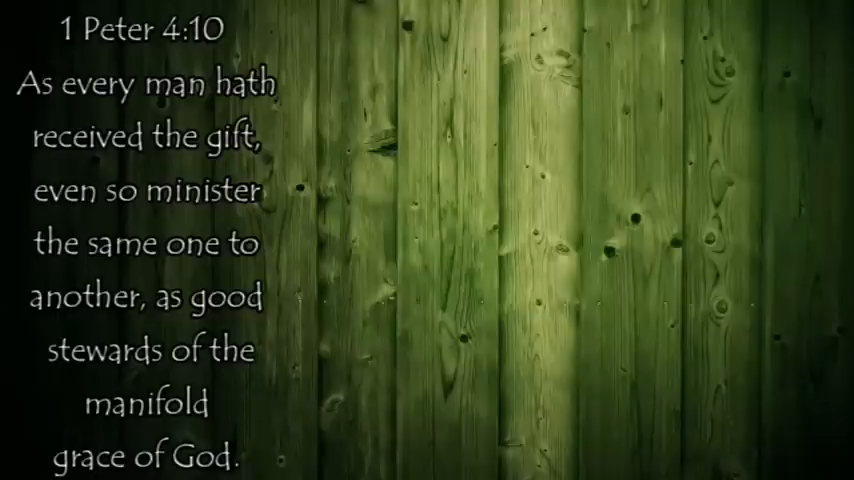 1 Peter 4:10
As every man hath
received the gift,
even so minister
the same one to
another, as good
stewards of the
manifold
grace of God.